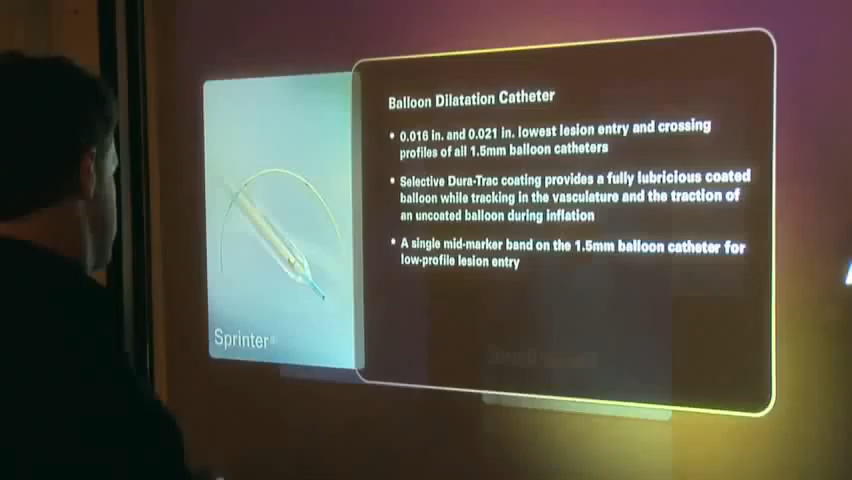 Balloon Dilatation Catheter
• 0.016 in. and 0.021 in. lowest lesion entry and crossing
profiles of all 1.5mm balloon catheters
• Selective Dura-Trac coating provides a fully lubricious coated
balloon while tracking in the vasculature and the traction of
an uncoated balloon during inflation
• A single mid-marker band on the 1.5mm balloon catheter for
low-profile lesion entry
Sprinter®